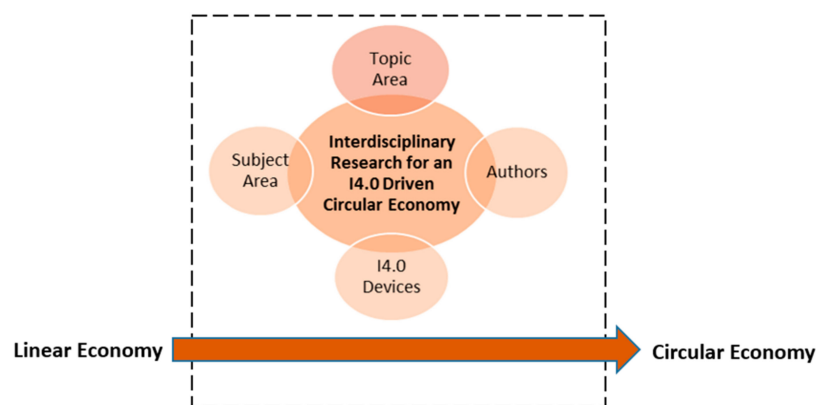 Topic
Area
Subject
Area
Interdisciplinary
Research for an
I4.0 Driven
Circular Economy
Authors
I4.0
Devices
Linear Economy
Circular Economy